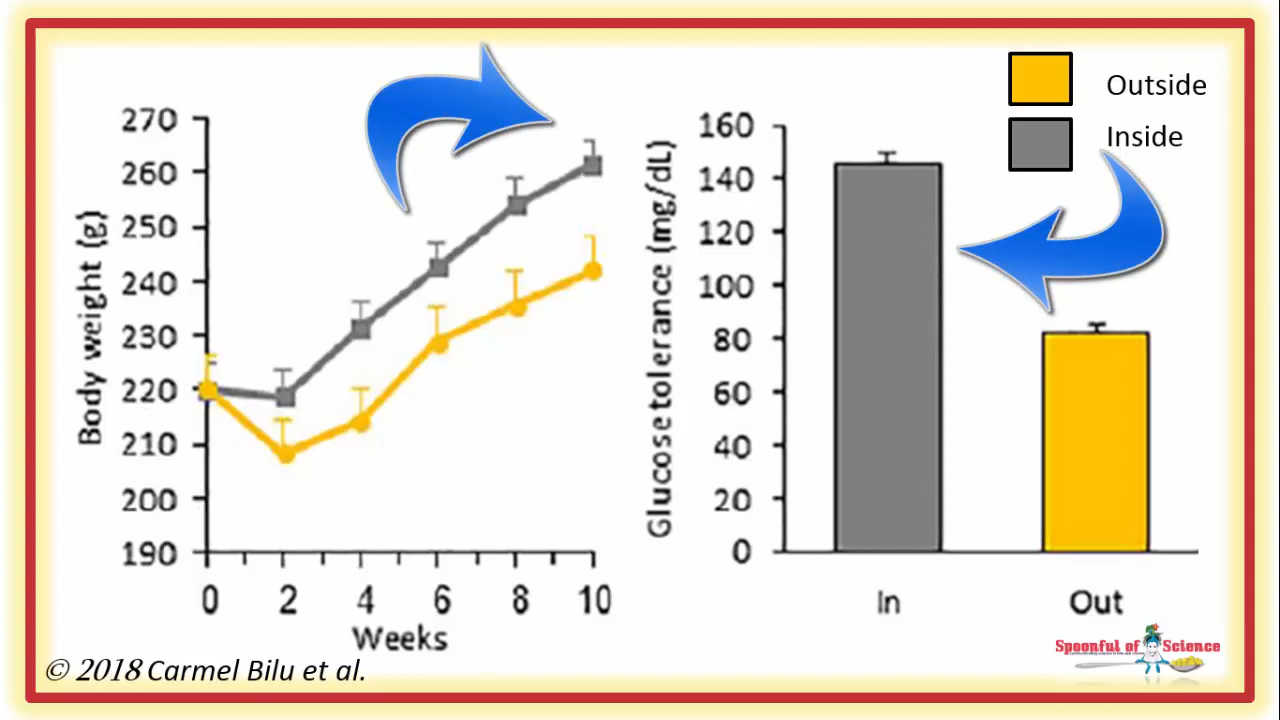 Outside
Inside
Body weight (g)
270
260
250
240
230
220
210
200
190
0 2 4 6 8 10
Weeks
Glucose tolerance (mg/dL)
160
140
120
100
80
60
40
20
0
In Out
© 2018 Carmel Bilu et al.
Spoonful of Science